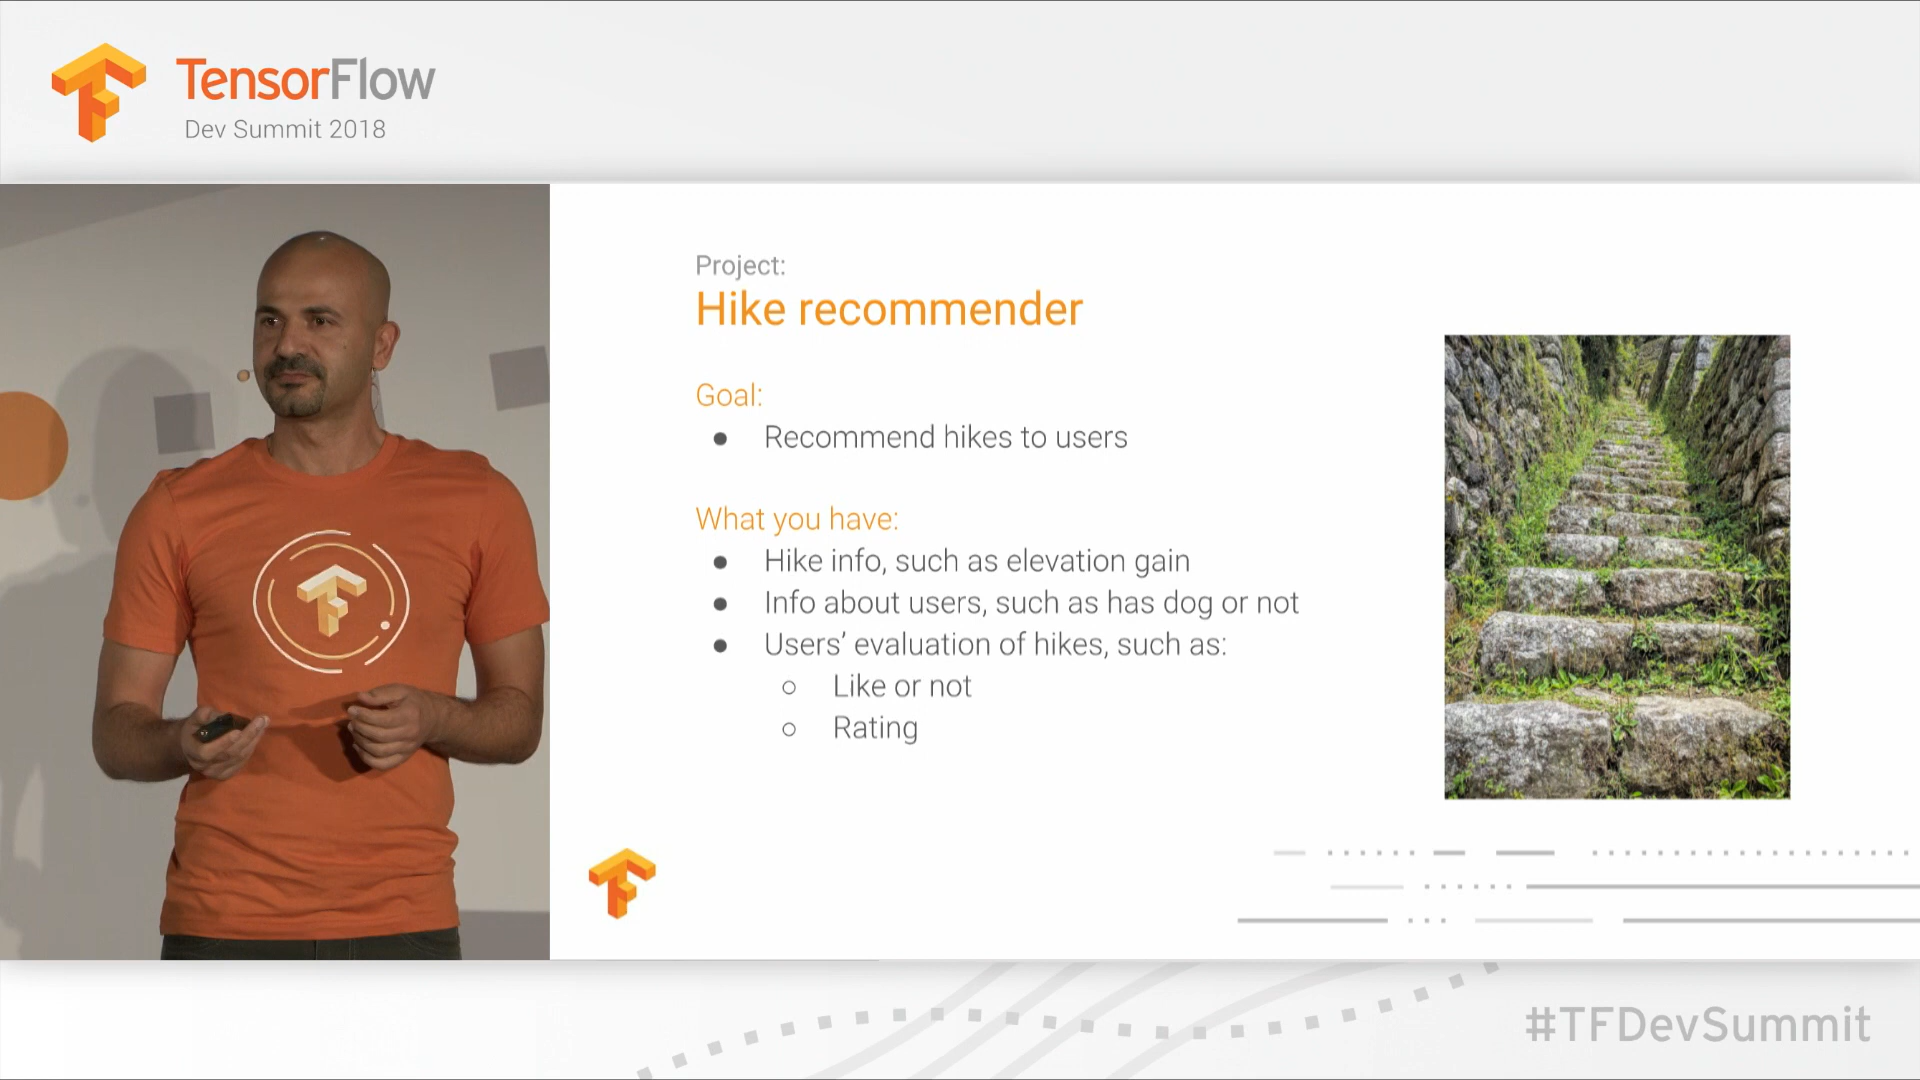 TensorFlow
Dev Summit 2018
Project:
Hike recommender
Goal:
● Recommend hikes to users
What you have:
● Hike info, such as elevation gain
● Info about users, such as has dog or not
● Users’ evaluation of hikes, such as:
○ Like or not
○ Rating
#TFDevSummit